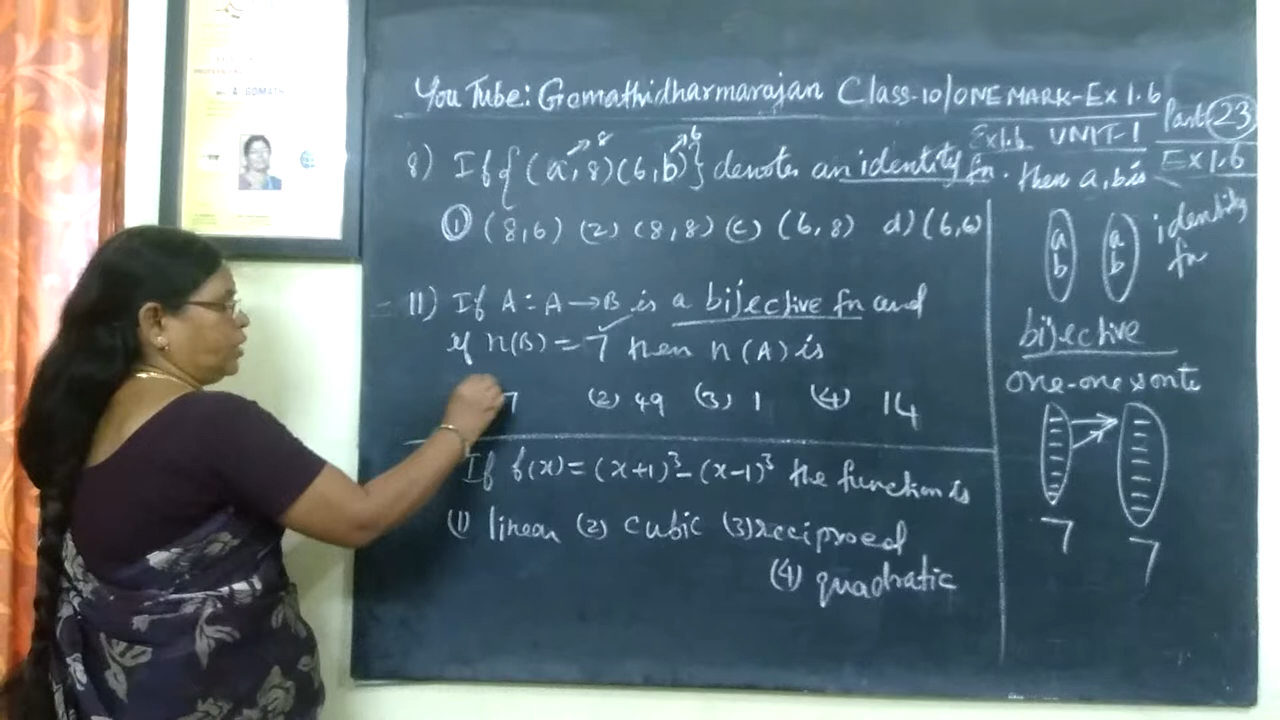 A. GOMATHI
YouTube: Gomathidharmarajan Class-10/ONE MARK-Ex 1.6
Ex1.6 UNIT-1 Part-23
Ex 1.6
8 6
8) If {(a, 8)(6, b)} denotes an identity fn. then a, b is
(1) (8,6) (2) (8,8) (c) (6,8) d) (6,6)
11) If A : A → B is a bijective fn and
if n(B) = 7 then n(A) is
7 (2) 49 (3) 1 (4) 14
If f(x) = (x+1)³ - (x-1)³ the function is
(1) linear (2) cubic (3) reciprocal
(4) quadratic
a a identity
b b fn
bijective
one-one & onto
7 7